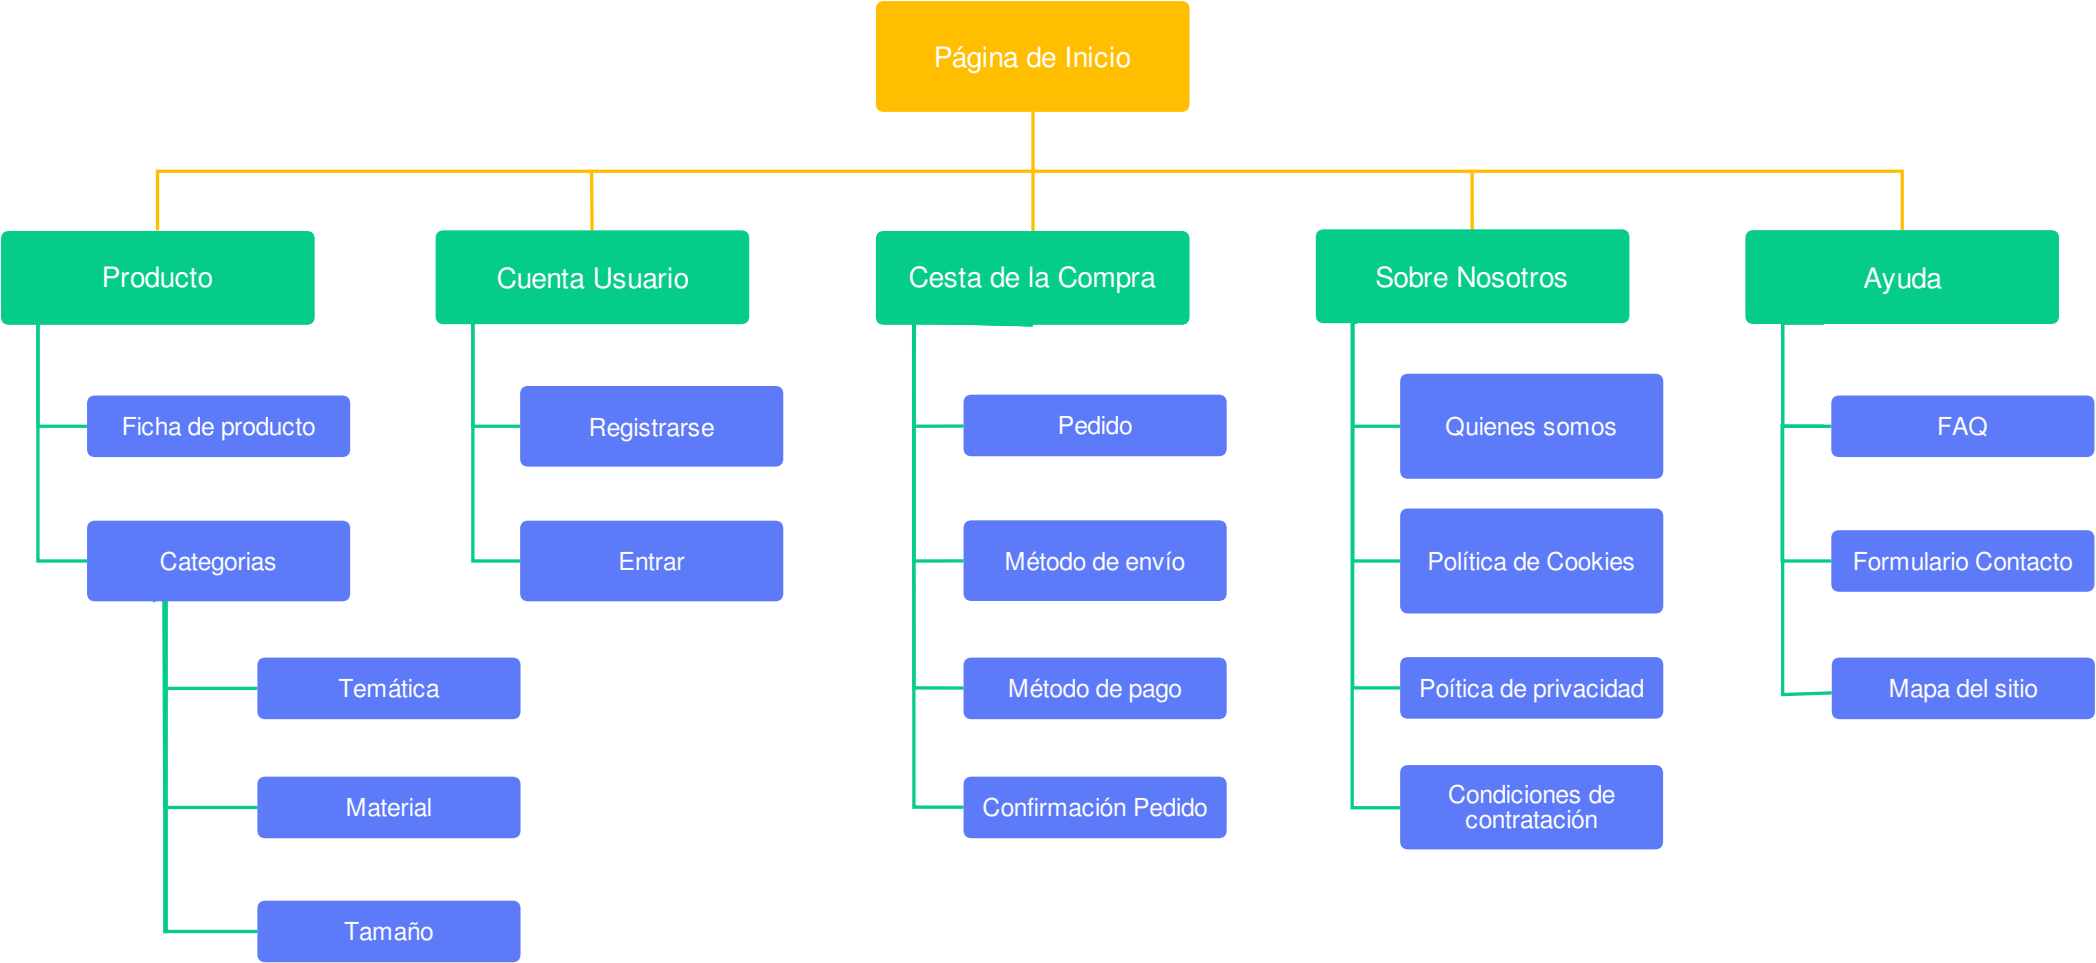 Página de Inicio
Producto
Cuenta Usuario
Cesta de la Compra
Sobre Nosotros
Ayuda
Ficha de producto
Categorias
Temática
Material
Tamaño
Registrarse
Entrar
Pedido
Método de envío
Método de pago
Confirmación Pedido
Quienes somos
Política de Cookies
Poítica de privacidad
Condiciones de
contratación
FAQ
Formulario Contacto
Mapa del sitio